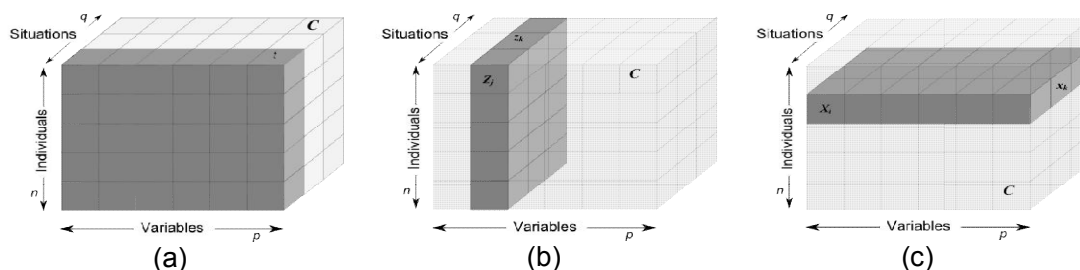 q
C
Situations
t
Individuals
n
Variables
p
(a)
q
Situations
z_k
Z_j
C
Individuals
n
Variables
p
(b)
q
Situations
x_k
X_i
Individuals
C
n
Variables
p
(c)